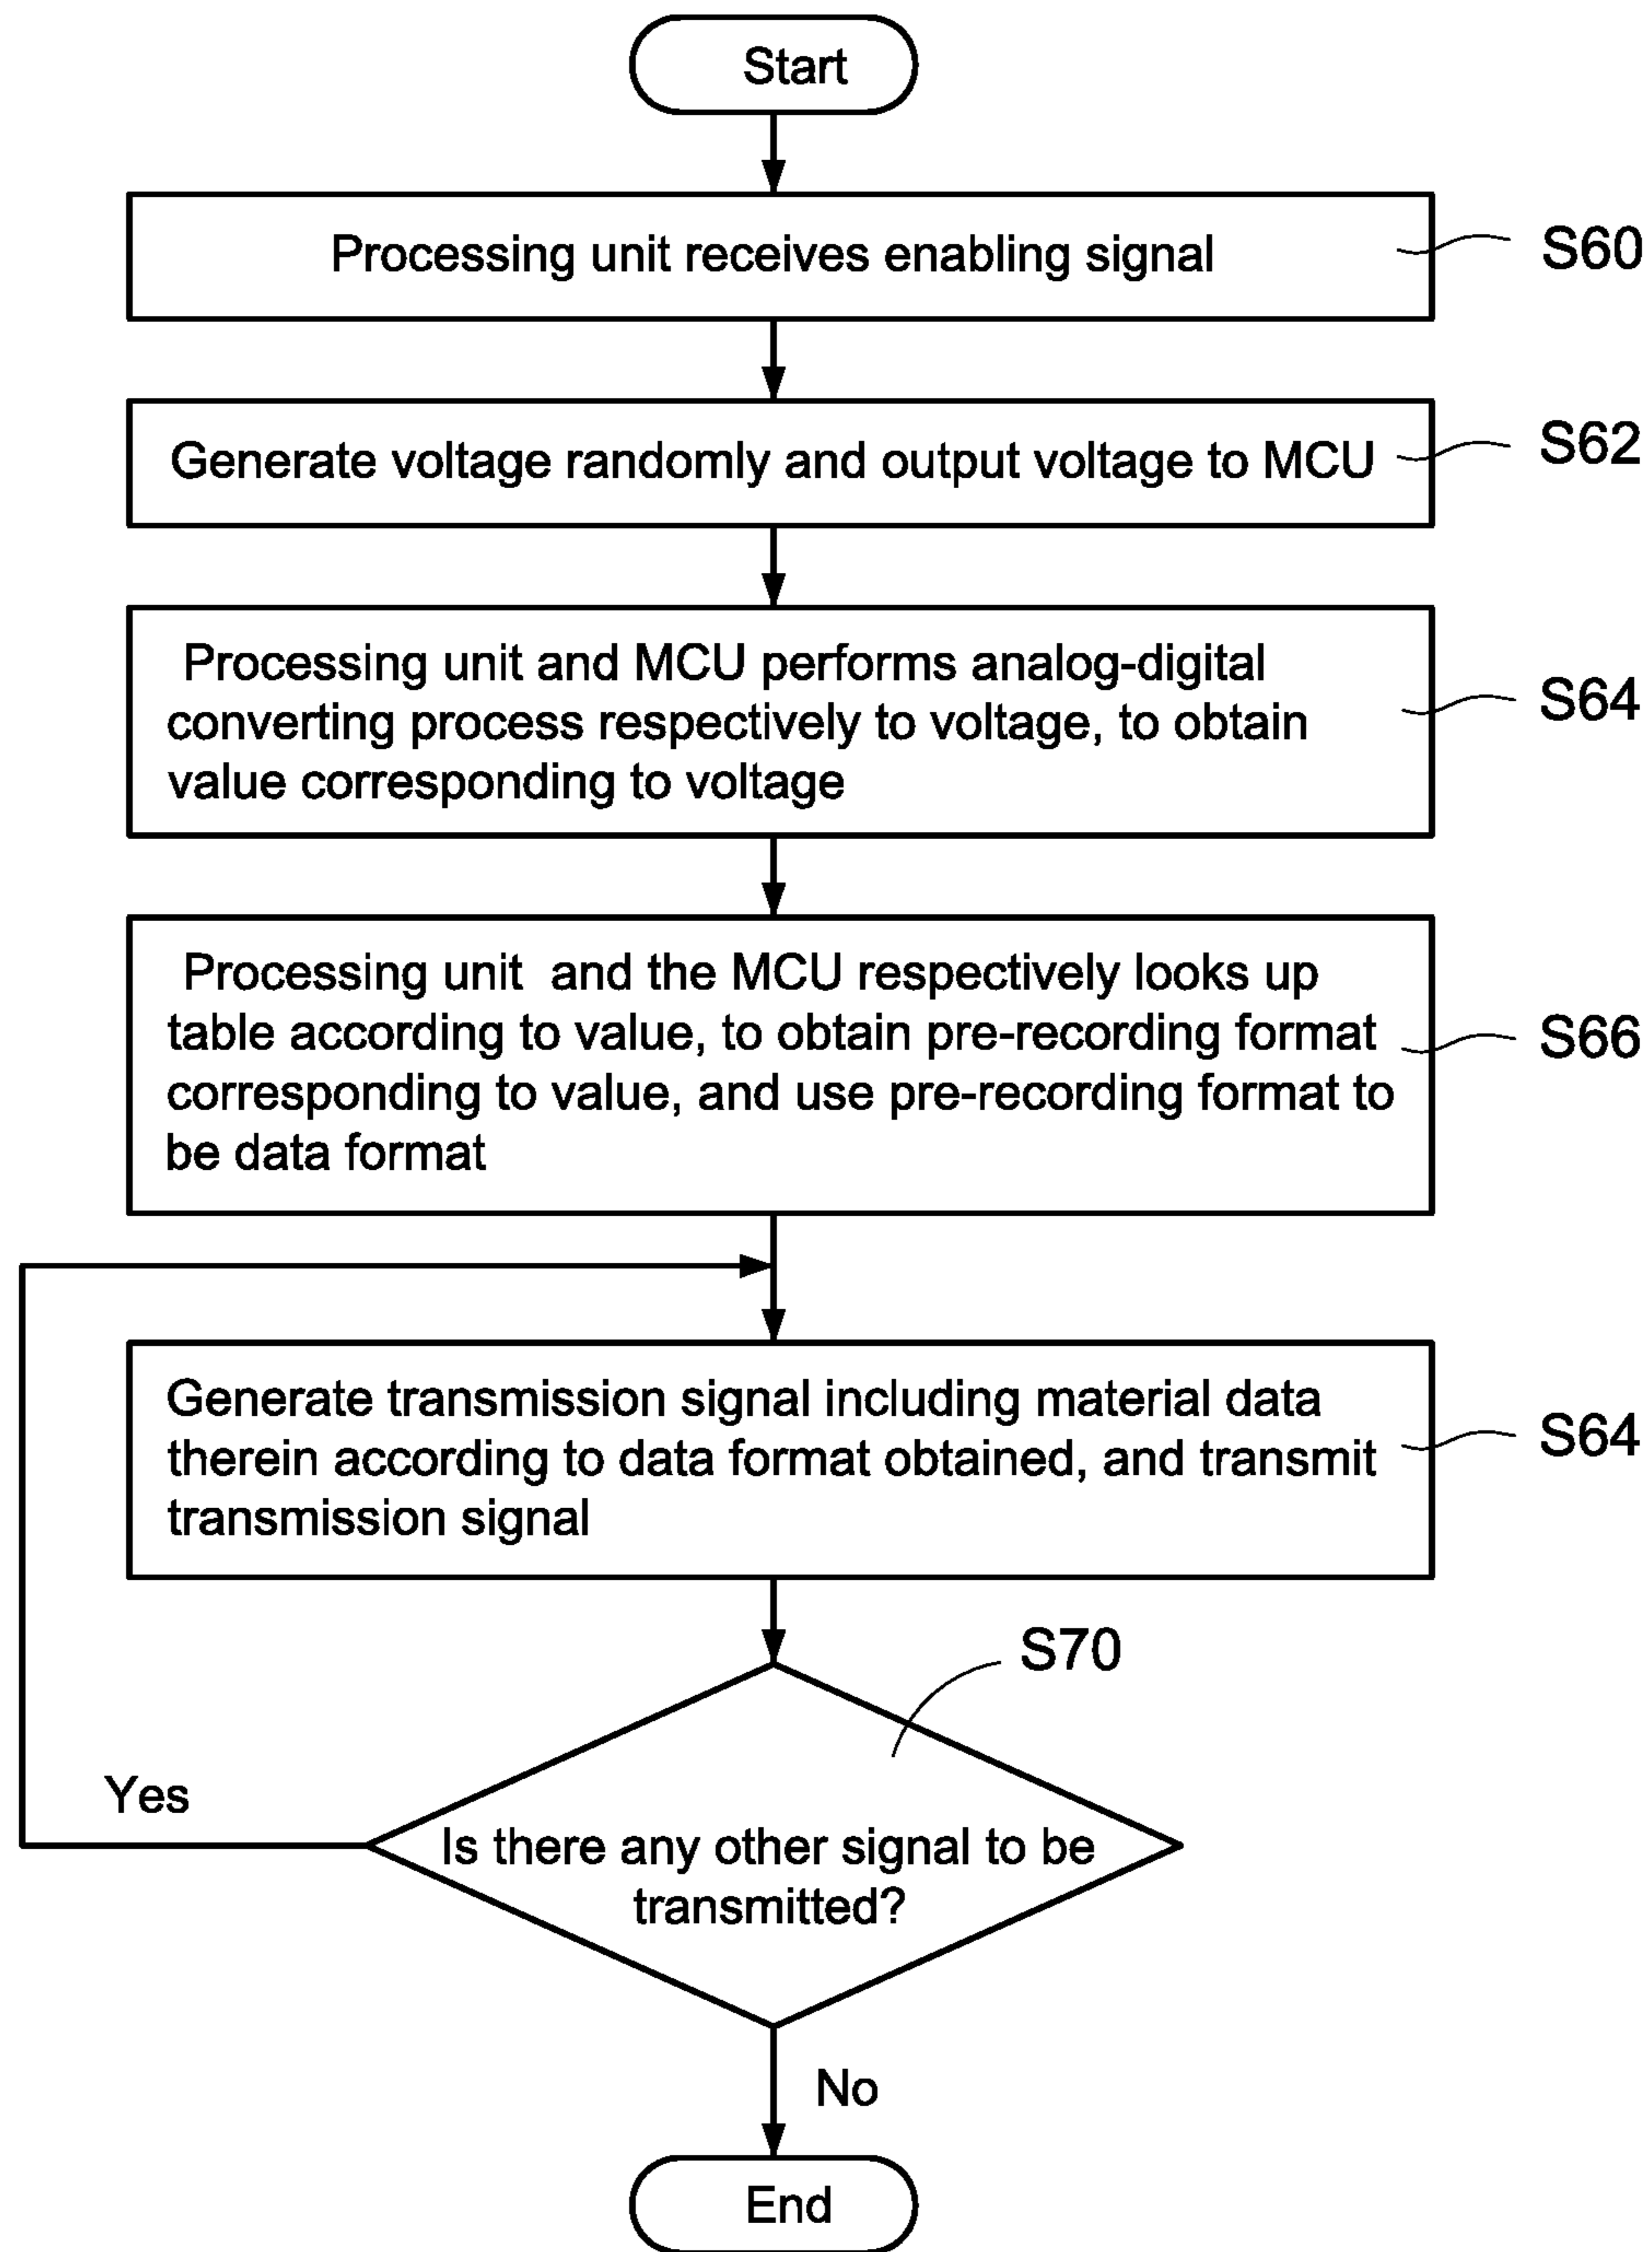 Start
Processing unit receives enabling signal
S60
Generate voltage randomly and output voltage to MCU
S62
Processing unit and MCU performs analog-digital
converting process respectively to voltage, to obtain
value corresponding to voltage
S64
Processing unit and the MCU respectively looks up
table according to value, to obtain pre-recording format
corresponding to value, and use pre-recording format to
be data format
S66
Generate transmission signal including material data
therein according to data format obtained, and transmit
transmission signal
S64
S70
Yes
Is there any other signal to be
transmitted?
No
End